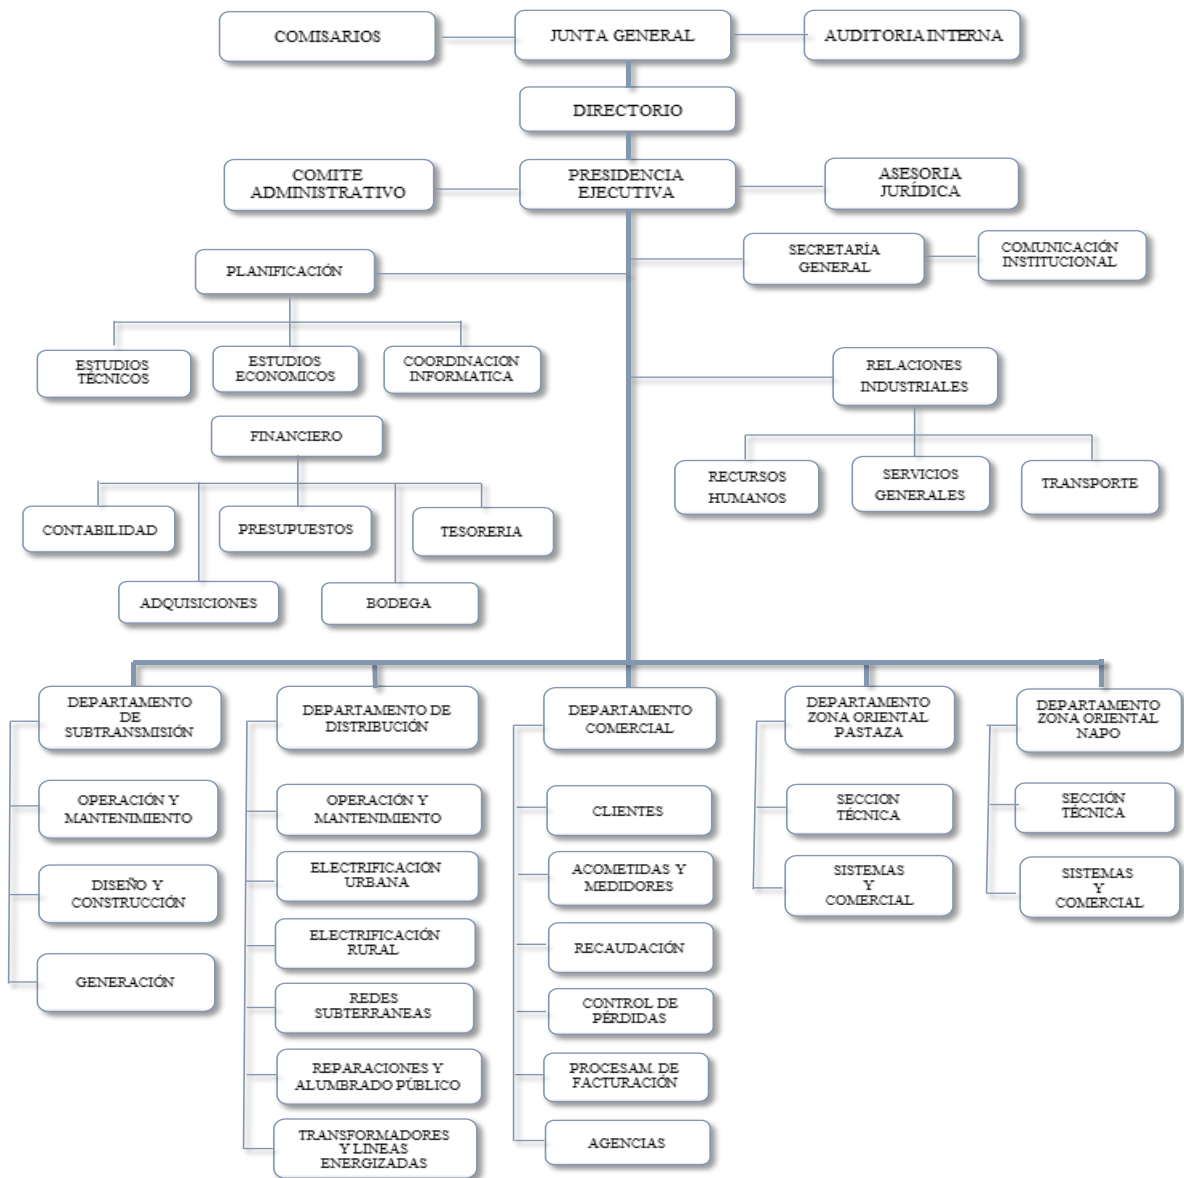 COMISARIOS
JUNTA GENERAL
AUDITORIA INTERNA
DIRECTORIO
COMITE
ADMINISTRATIVO
PRESIDENCIA
EJECUTIVA
ASESORIA
JURÍDICA
SECRETARÍA
GENERAL
COMUNICACIÓN
INSTITUCIONAL
PLANIFICACIÓN
ESTUDIOS
TÉCNICOS
ESTUDIOS
ECONOMICOS
COORDINACION
INFORMATICA
RELACIONES
INDUSTRIALES
FINANCIERO
RECURSOS
HUMANOS
SERVICIOS
GENERALES
TRANSPORTE
CONTABILIDAD
PRESUPUESTOS
TESORERIA
ADQUISICIONES
BODEGA
DEPARTAMENTO
DE
SUBTRANSMISIÓN
OPERACIÓN Y
MANTENIMIENTO
DISEÑO Y
CONSTRUCCIÓN
GENERACIÓN
DEPARTAMENTO DE
DISTRIBUCIÓN
OPERACIÓN Y
MANTENIMIENTO
ELECTRIFICACIÓN
URBANA
ELECTRIFICACIÓN
RURAL
REDES
SUBTERRANEAS
REPARACIONES Y
ALUMBRADO PÚBLICO
TRANSFORMADORES
Y LINEAS
ENERGIZADAS
DEPARTAMENTO
COMERCIAL
CLIENTES
ACOMETIDAS Y
MEDIDORES
RECAUDACIÓN
CONTROL DE
PÉRDIDAS
PROCESAM. DE
FACTURACIÓN
AGENCIAS
DEPARTAMENTO
ZONA ORIENTAL
PASTAZA
SECCION
TÉCNICA
SISTEMAS
Y
COMERCIAL
DEPARTAMENTO
ZONA ORIENTAL
NAPO
SECCION
TÉCNICA
SISTEMAS
Y
COMERCIAL